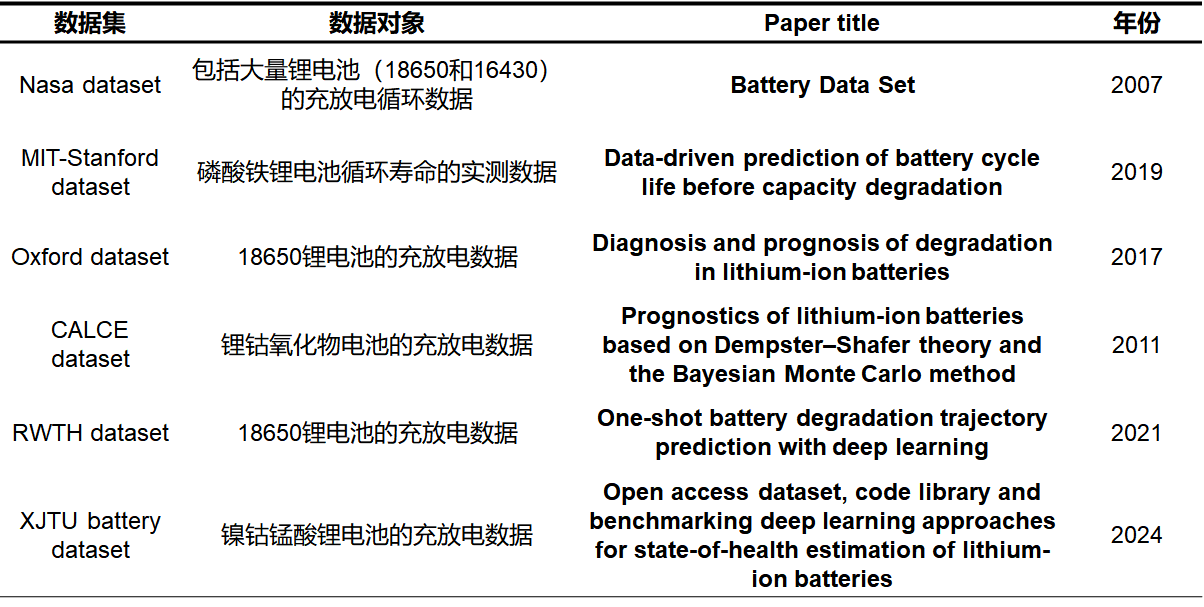 数据集 数据对象 Paper title 年份
Nasa dataset 包括大量锂电池（18650和16430）的充放电循环数据 Battery Data Set 2007
MIT-Stanford dataset 磷酸铁锂电池循环寿命的实测数据 Data-driven prediction of battery cycle life before capacity degradation 2019
Oxford dataset 18650锂电池的充放电数据 Diagnosis and prognosis of degradation in lithium-ion batteries 2017
CALCE dataset 锂钴氧化物电池的充放电数据 Prognostics of lithium-ion batteries based on Dempster–Shafer theory and the Bayesian Monte Carlo method 2011
RWTH dataset 18650锂电池的充放电数据 One-shot battery degradation trajectory prediction with deep learning 2021
XJTU battery dataset 镍钴锰酸锂电池的充放电数据 Open access dataset, code library and benchmarking deep learning approaches for state-of-health estimation of lithium-ion batteries 2024